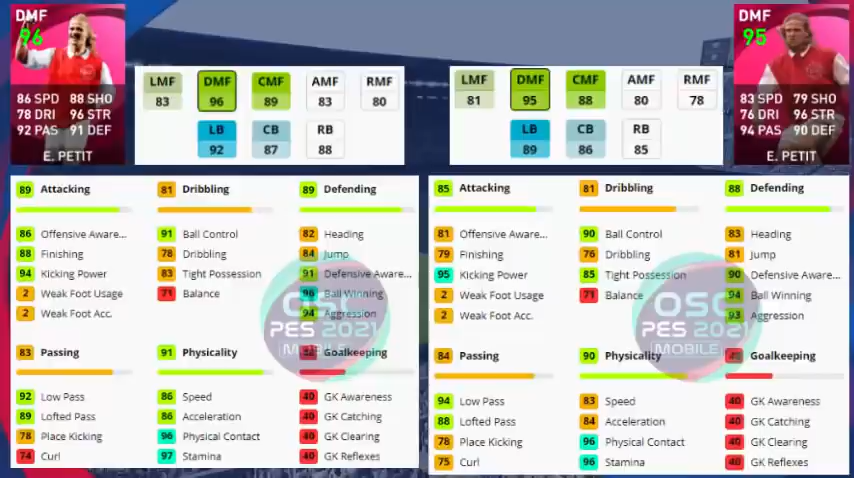 DMF
96
86 SPD 88 SHO
78 DRI 96 STR
92 PAS 91 DEF
E. PETIT
LMF DMF CMF AMF RMF
83 96 89 83 80
LB CB RB
92 87 88
LMF DMF CMF AMF RMF
81 95 88 80 78
LB CB RB
89 86 85
DMF
95
83 SPD 79 SHO
76 DRI 96 STR
94 PAS 90 DEF
E. PETIT
89 Attacking 81 Dribbling 89 Defending
86 Offensive Aware... 91 Ball Control 82 Heading
88 Finishing 78 Dribbling 84 Jump
94 Kicking Power 83 Tight Possession 91 Defensive Aware...
2 Weak Foot Usage 71 Balance 96 Ball Winning
2 Weak Foot Acc. 94 Aggression
83 Passing 91 Physicality Goalkeeping
92 Low Pass 86 Speed 40 GK Awareness
89 Lofted Pass 86 Acceleration 40 GK Catching
78 Place Kicking 96 Physical Contact 40 GK Clearing
74 Curl 97 Stamina 40 GK Reflexes
OSC
PES 2021
MOBILE
85 Attacking 81 Dribbling 88 Defending
81 Offensive Aware... 90 Ball Control 83 Heading
79 Finishing 76 Dribbling 81 Jump
95 Kicking Power 85 Tight Possession 90 Defensive Aware...
2 Weak Foot Usage 71 Balance 94 Ball Winning
2 Weak Foot Acc. 93 Aggression
84 Passing 90 Physicality Goalkeeping
94 Low Pass 83 Speed 40 GK Awareness
88 Lofted Pass 84 Acceleration 40 GK Catching
78 Place Kicking 96 Physical Contact 40 GK Clearing
75 Curl 96 Stamina 40 GK Reflexes
OSC
PES 2021
MOBILE